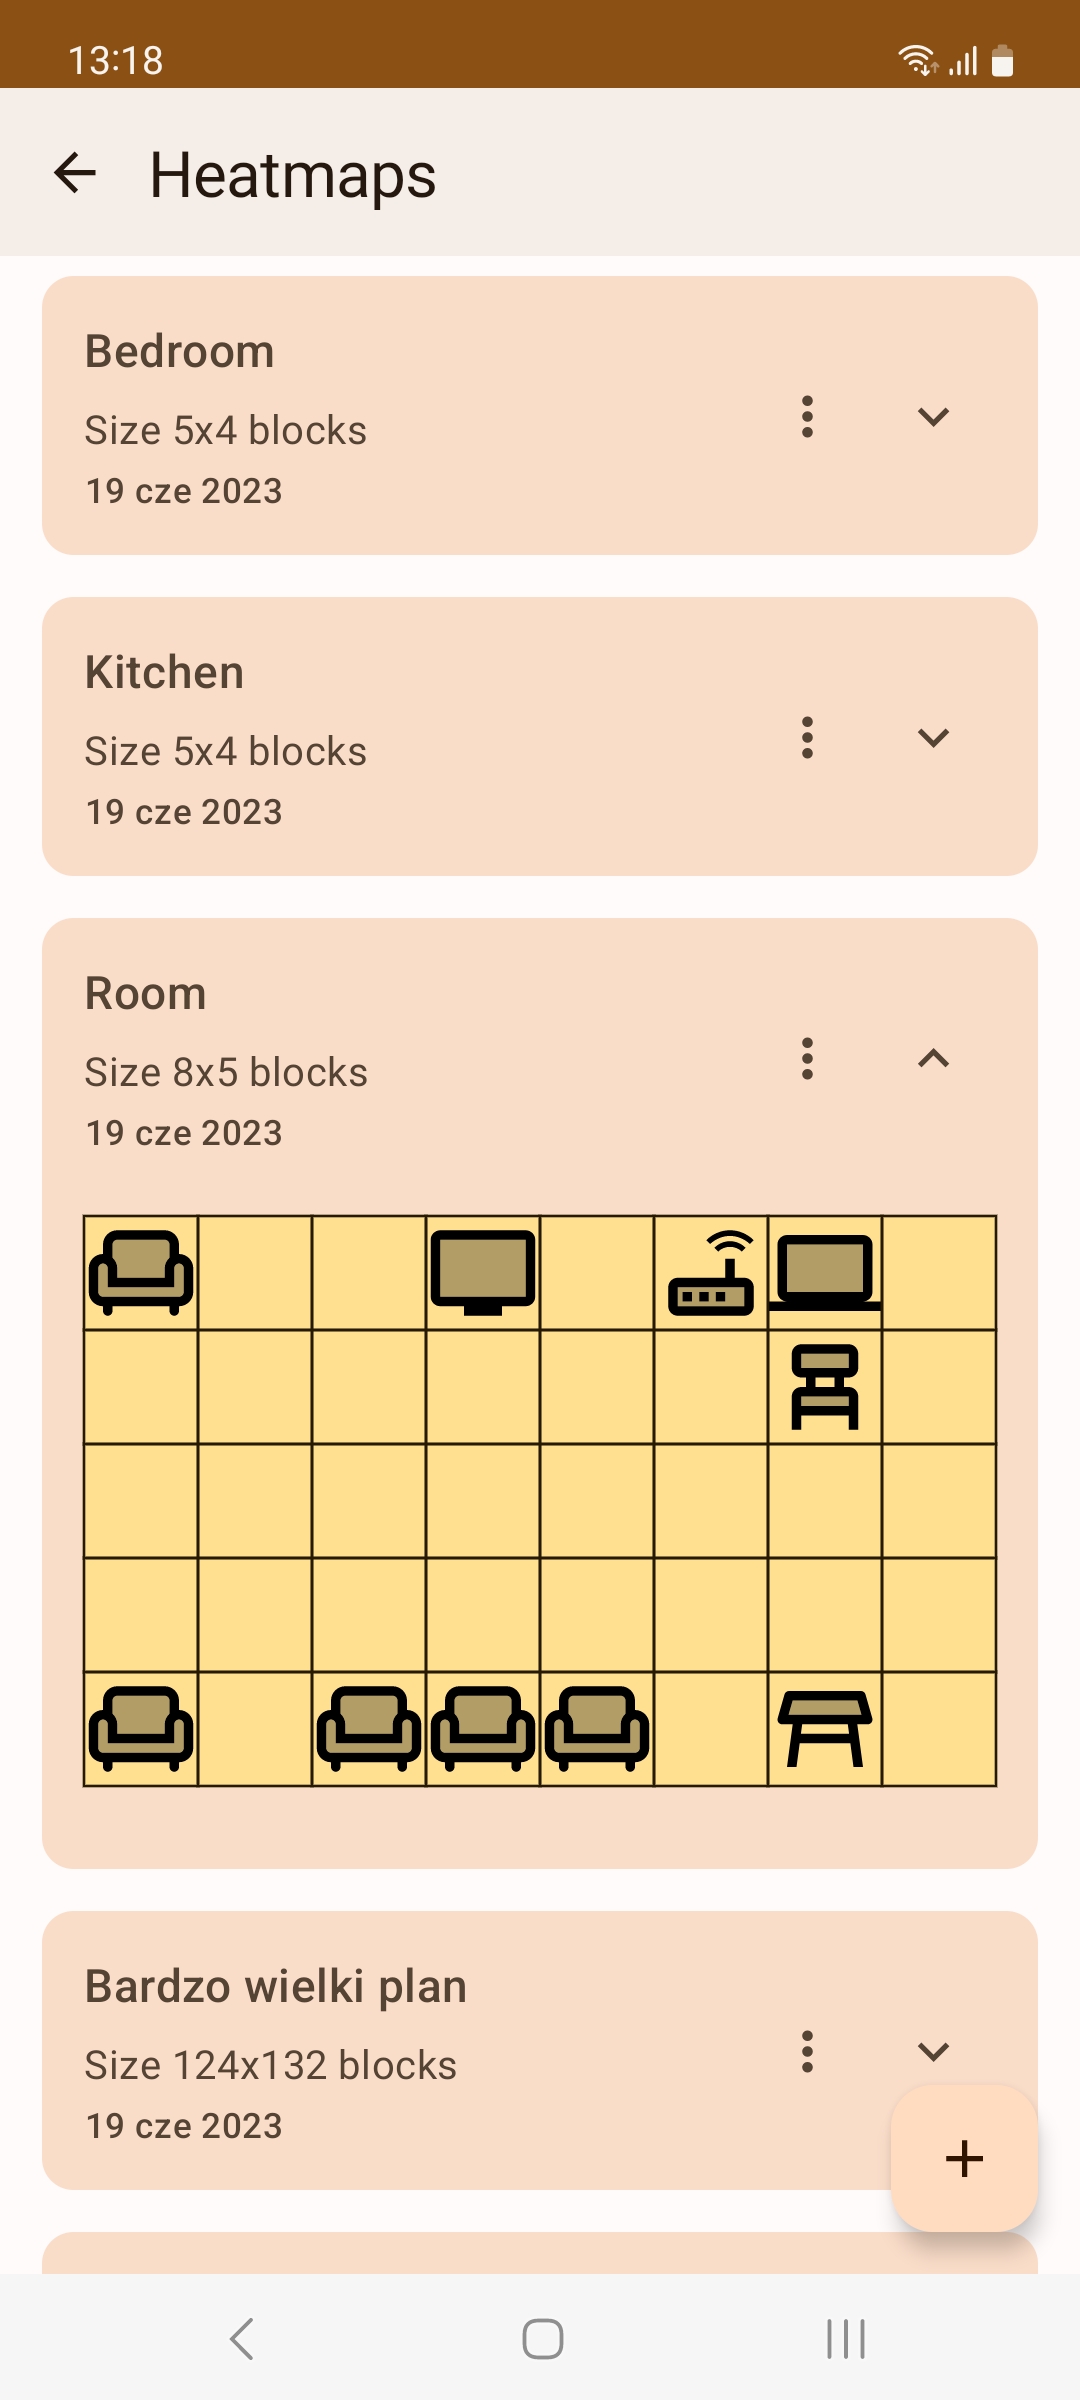 13:18
Heatmaps
Bedroom
Size 5x4 blocks
19 cze 2023
Kitchen
Size 5x4 blocks
19 cze 2023
Room
Size 8x5 blocks
19 cze 2023
Bardzo wielki plan
Size 124x132 blocks
19 cze 2023